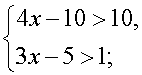 4x − 10 > 10,
3x − 5 > 1;